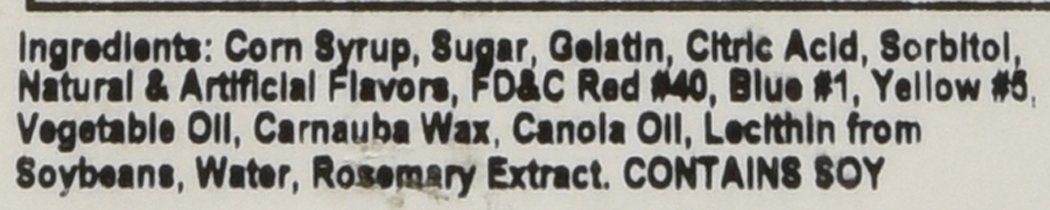 Ingredients: Corn Syrup, Sugar, Gelatin, Citric Acid, Sorbitol,
Natural & Artificial Flavors, FD&C Red #40, Blue #1, Yellow #5,
Vegetable Oil, Carnauba Wax, Canola Oil, Lecithin from
Soybeans, Water, Rosemary Extract. CONTAINS SOY